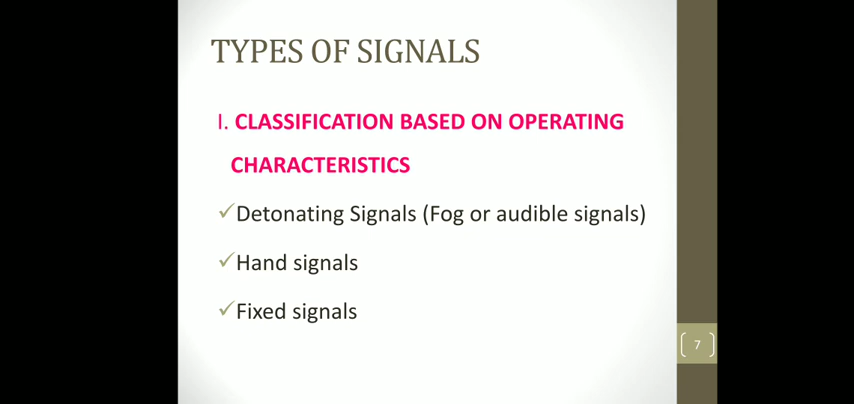 TYPES OF SIGNALS
I. CLASSIFICATION BASED ON OPERATING
CHARACTERISTICS
✓Detonating Signals (Fog or audible signals)
✓Hand signals
✓Fixed signals
7